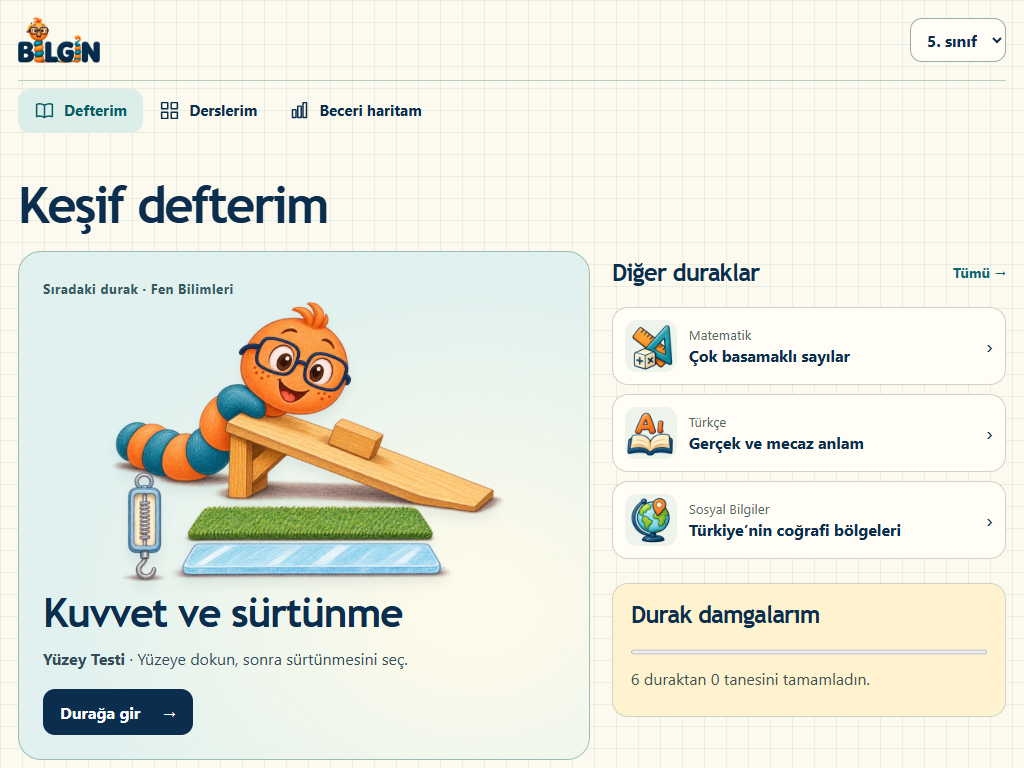 BİLGİN
5. sınıf
Defterim
Derslerim
Beceri haritam
Keşif defterim
Sıradaki durak · Fen Bilimleri
Kuvvet ve sürtünme
Yüzey Testi · Yüzeye dokun, sonra sürtünmesini seç.
Durağa gir →
Diğer duraklar
Tümü →
Matematik
Çok basamaklı sayılar
Türkçe
Gerçek ve mecaz anlam
Sosyal Bilgiler
Türkiye’nin coğrafi bölgeleri
Durak damgalarım
6 duraktan 0 tanesini tamamladın.